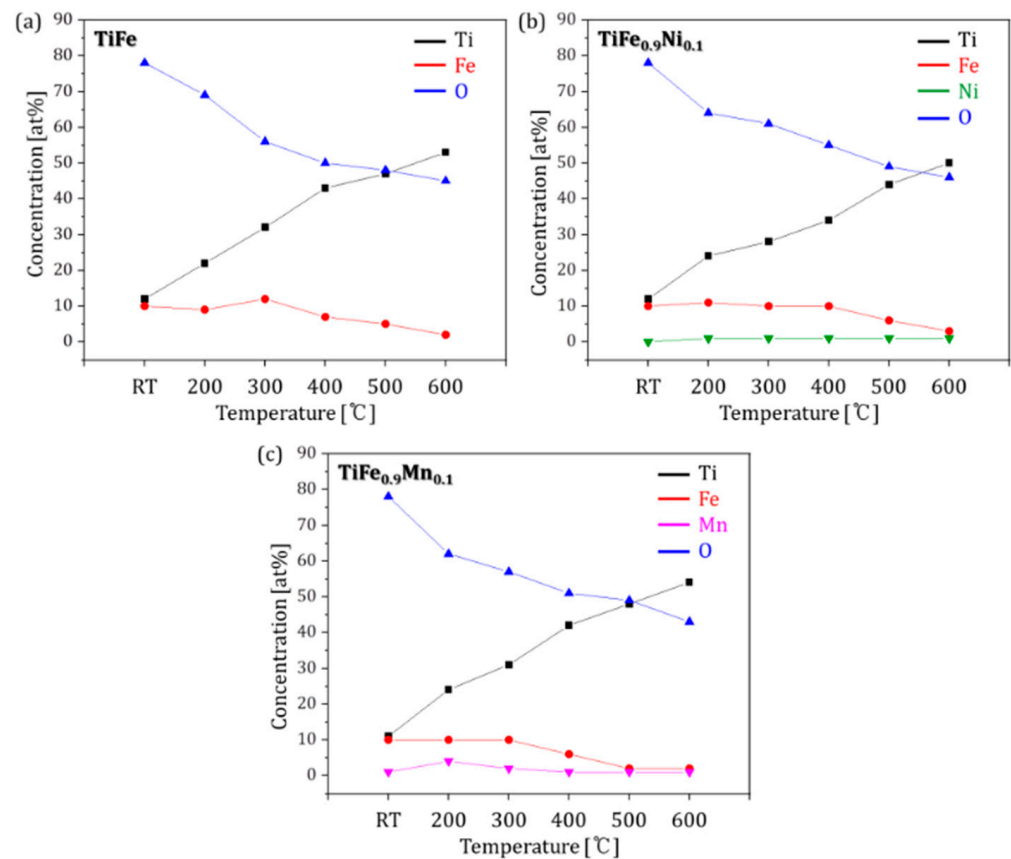 (a)
TiFe
Ti
Fe
O
Concentration [at%]
90
80
70
60
50
40
30
20
10
0
RT 200 300 400 500 600
Temperature [℃]
(b)
TiFe0.9Ni0.1
Ti
Fe
Ni
O
Concentration [at%]
90
80
70
60
50
40
30
20
10
0
RT 200 300 400 500 600
Temperature [℃]
(c)
TiFe0.9Mn0.1
Ti
Fe
Mn
O
Concentration [at%]
90
80
70
60
50
40
30
20
10
0
RT 200 300 400 500 600
Temperature [℃]